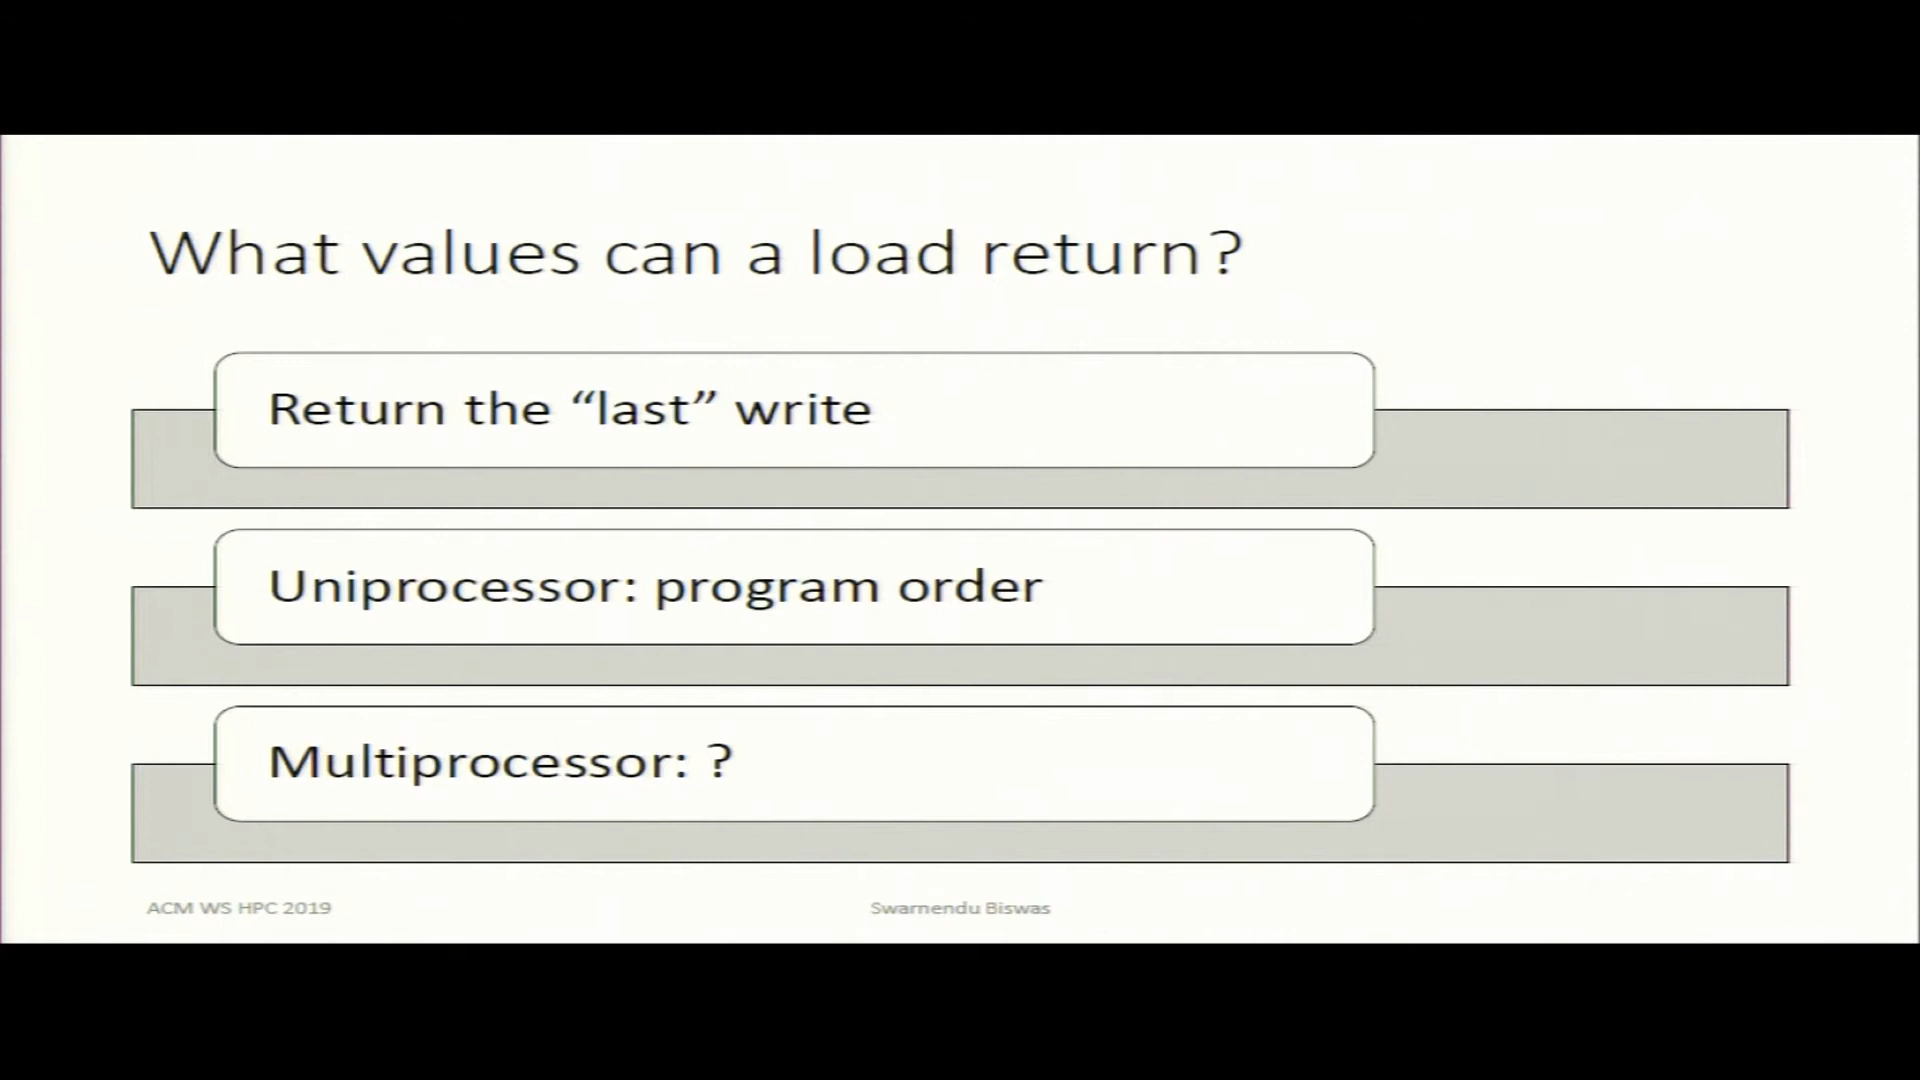 What values can a load return?
Return the “last” write
Uniprocessor: program order
Multiprocessor: ?
ACM WS HPC 2019
Swarnendu Biswas